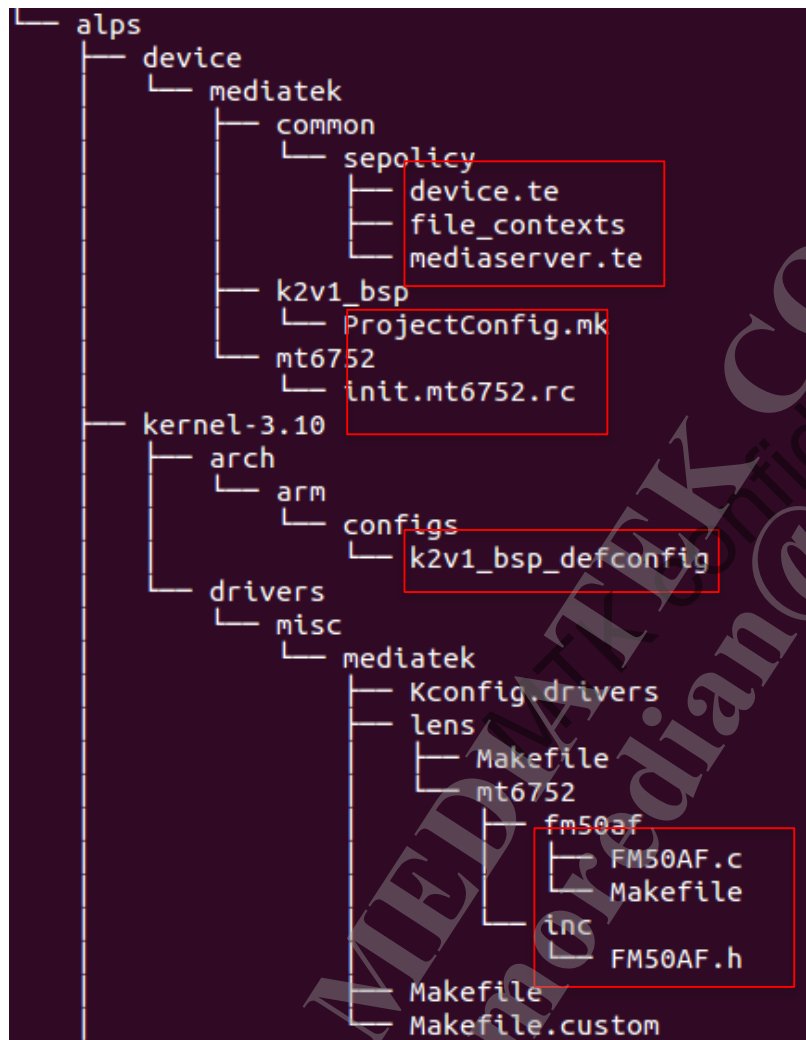 └── alps
├── device
│   └── mediatek
│       ├── common
│       │   └── sepolicy
│       │       ├── device.te
│       │       ├── file_contexts
│       │       └── mediaserver.te
│       ├── k2v1_bsp
│       │   └── ProjectConfig.mk
│       └── mt6752
│           └── init.mt6752.rc
├── kernel-3.10
│   ├── arch
│   │   └── arm
│   │       └── configs
│   │           └── k2v1_bsp_defconfig
│   └── drivers
│       └── misc
│           └── mediatek
│               ├── Kconfig.drivers
│               ├── lens
│               │   ├── Makefile
│               │   └── mt6752
│               │       ├── fm50af
│               │       │   ├── FM50AF.c
│               │       │   └── Makefile
│               │       └── inc
│               │           └── FM50AF.h
│               ├── Makefile
│               └── Makefile.custom
MEDIATEK
MTK